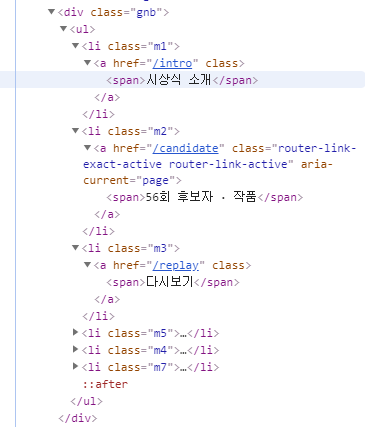 ▼<div class="gnb">
▼<ul>
▼<li class="m1">
▼<a href="/intro" class>
<span>시상식 소개</span>
</a>
</li>
▼<li class="m2">
▼<a href="/candidate" class="router-link-
exact-active router-link-active" aria-
current="page">
<span>56회 후보자 · 작품</span>
</a>
</li>
▼<li class="m3">
▼<a href="/replay" class>
<span>다시보기</span>
</a>
</li>
▶<li class="m5">…</li>
▶<li class="m4">…</li>
▶<li class="m7">…</li>
::after
</ul>
</div>